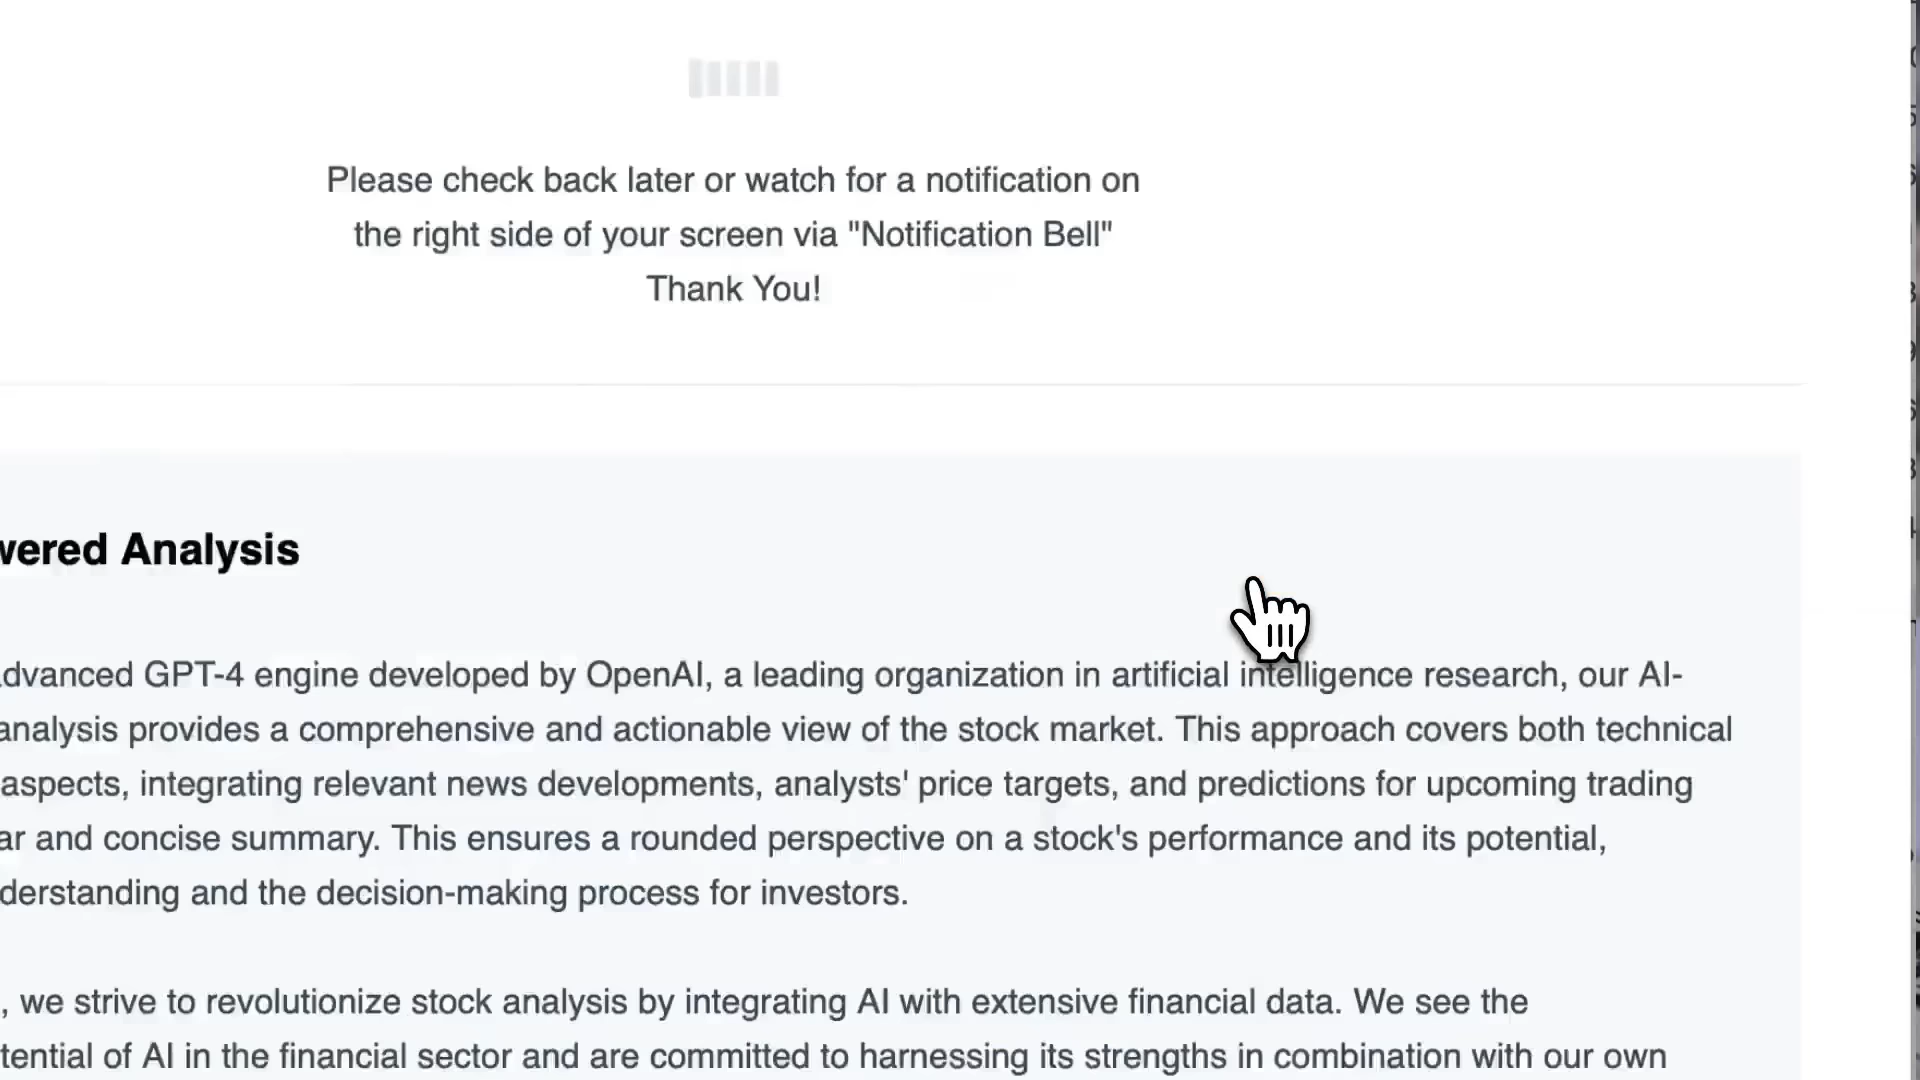 Please check back later or watch for a notification on
the right side of your screen via "Notification Bell"
Thank You!
wered Analysis
dvanced GPT-4 engine developed by OpenAI, a leading organization in artificial intelligence research, our AI-
analysis provides a comprehensive and actionable view of the stock market. This approach covers both technical
aspects, integrating relevant news developments, analysts' price targets, and predictions for upcoming trading
ar and concise summary. This ensures a rounded perspective on a stock's performance and its potential,
derstanding and the decision-making process for investors.
, we strive to revolutionize stock analysis by integrating AI with extensive financial data. We see the
tential of AI in the financial sector and are committed to harnessing its strengths in combination with our own